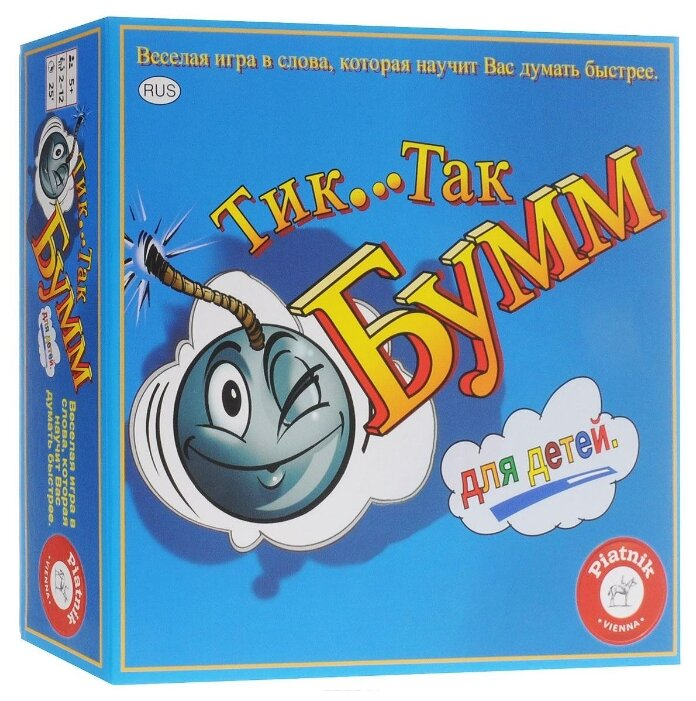 Веселая игра в слова, которая научит Вас думать быстрее.
RUS
Тик...Так
Бумм
для детей.
Piatnik
·VIENNA·
5+
2-12
25'
Тик...Так
Бумм
для детей.
Веселая игра в
слова, которая
научит Вас
думать быстрее.
Piatnik
·VIENNA·